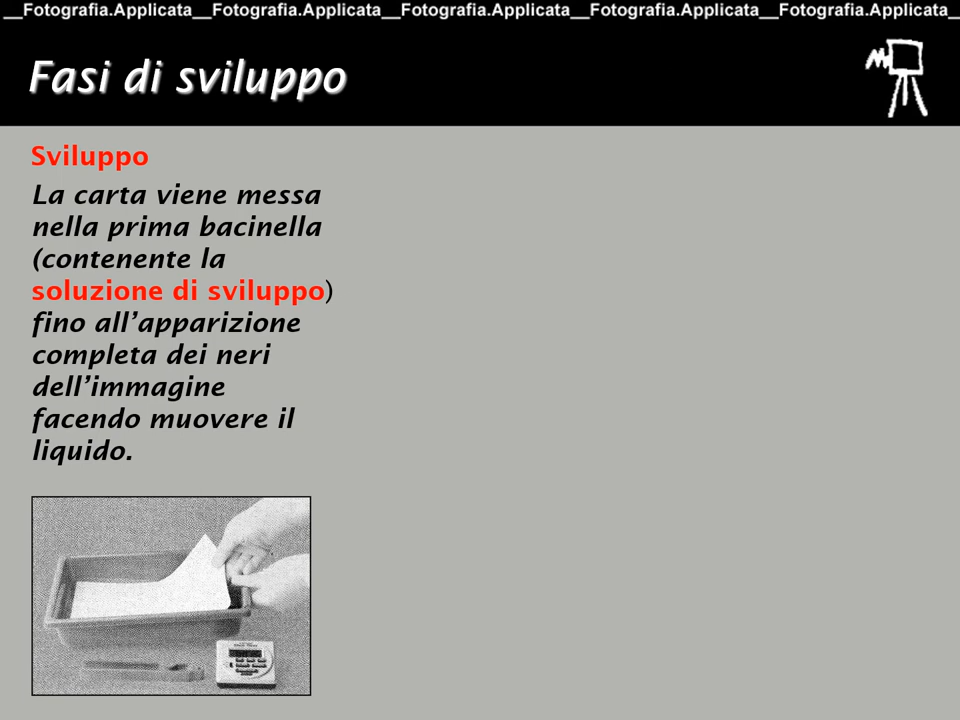 __Fotografia.Applicata__Fotografia.Applicata__Fotografia.Applicata__Fotografia.Applicata__Fotografia.Applicata__
Fasi di sviluppo
Sviluppo
La carta viene messa
nella prima bacinella
(contenente la
soluzione di sviluppo)
fino all’apparizione
completa dei neri
dell’immagine
facendo muovere il
liquido.